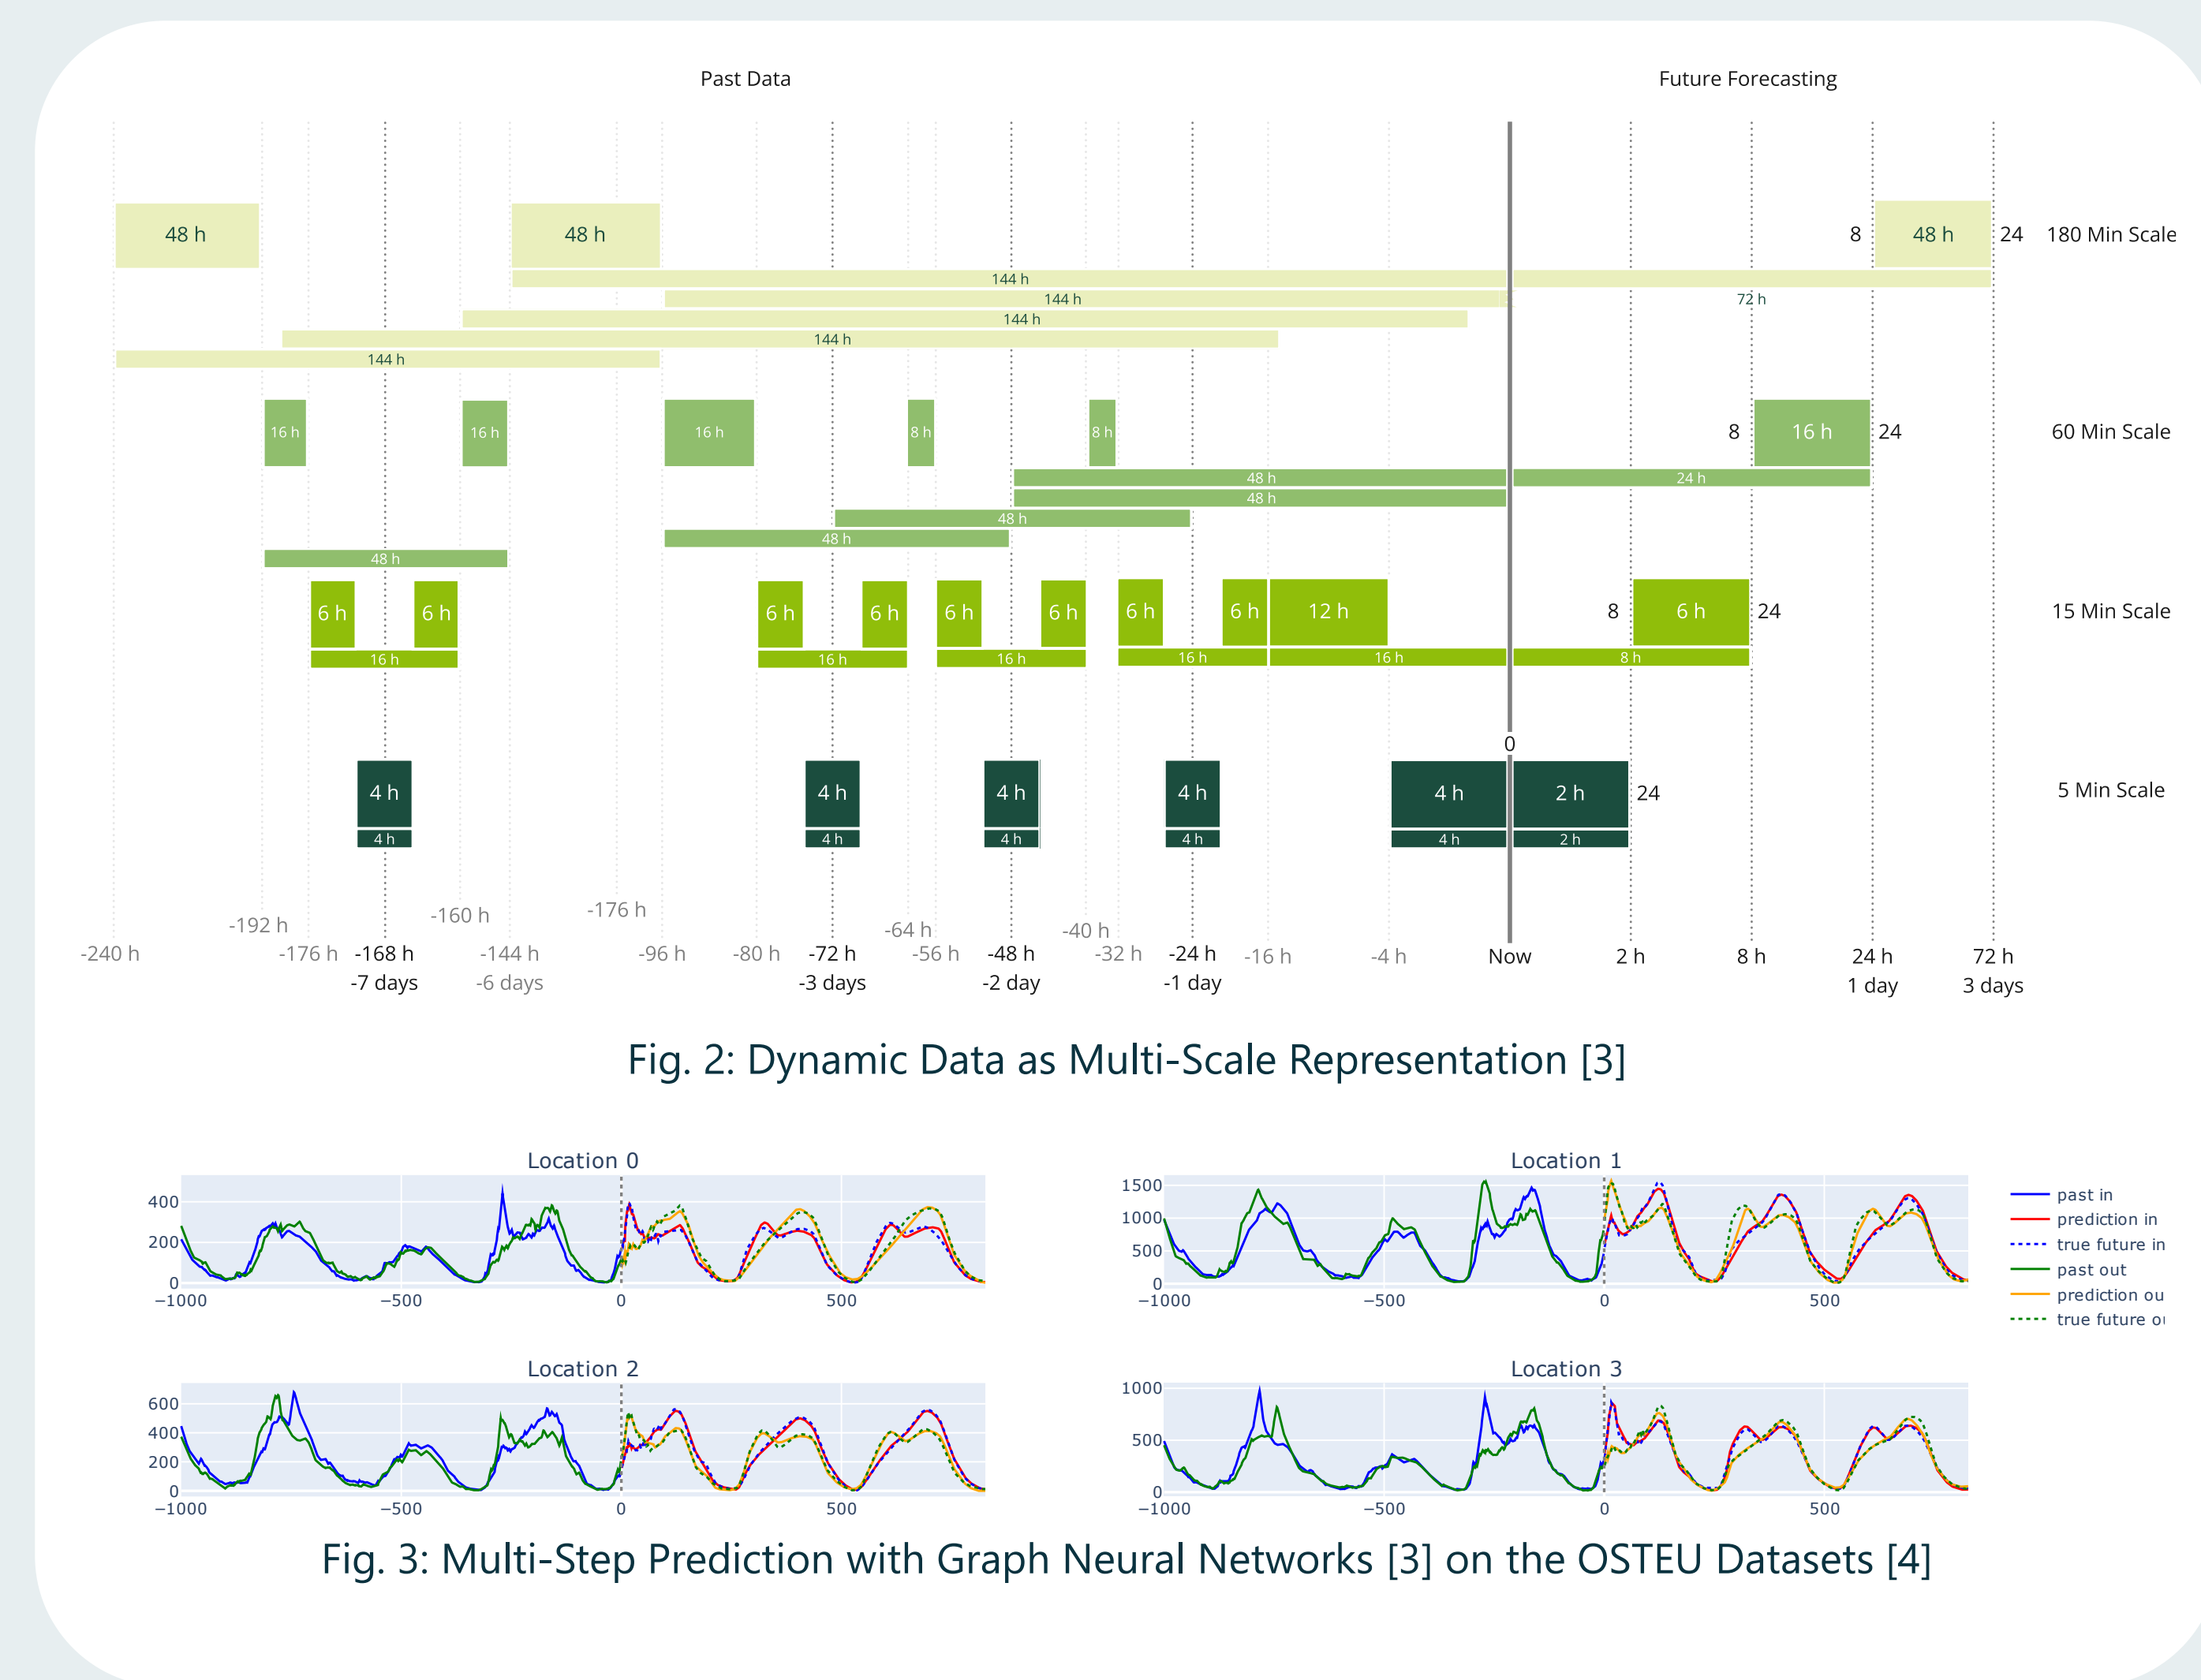 Past Data
Future Forecasting
48 h
48 h
8
48 h
24
180 Min Scale
144 h
144 h
72 h
144 h
144 h
144 h
16 h
16 h
16 h
8 h
8 h
8
16 h
24
60 Min Scale
48 h
24 h
48 h
48 h
48 h
48 h
6 h
6 h
6 h
6 h
6 h
6 h
6 h
6 h
12 h
8
6 h
24
15 Min Scale
16 h
16 h
16 h
16 h
16 h
8 h
0
4 h
4 h
4 h
4 h
4 h
2 h
24
5 Min Scale
4 h
4 h
4 h
4 h
4 h
2 h
-192 h
-160 h
-176 h
-64 h
-40 h
-240 h
-176 h
-168 h
-144 h
-96 h
-80 h
-72 h
-56 h
-48 h
-32 h
-24 h
-16 h
-4 h
Now
2 h
8 h
24 h
72 h
-7 days
-6 days
-3 days
-2 day
-1 day
1 day
3 days
Fig. 2: Dynamic Data as Multi-Scale Representation [3]
Location 0
400
200
0
−1000
−500
0
500
Location 1
1500
1000
500
0
−1000
−500
0
500
past in
prediction in
true future in
past out
prediction ou
true future o
Location 2
600
400
200
0
−1000
−500
0
500
Location 3
1000
500
0
−1000
−500
0
500
Fig. 3: Multi-Step Prediction with Graph Neural Networks [3] on the OSTEU Datasets [4]